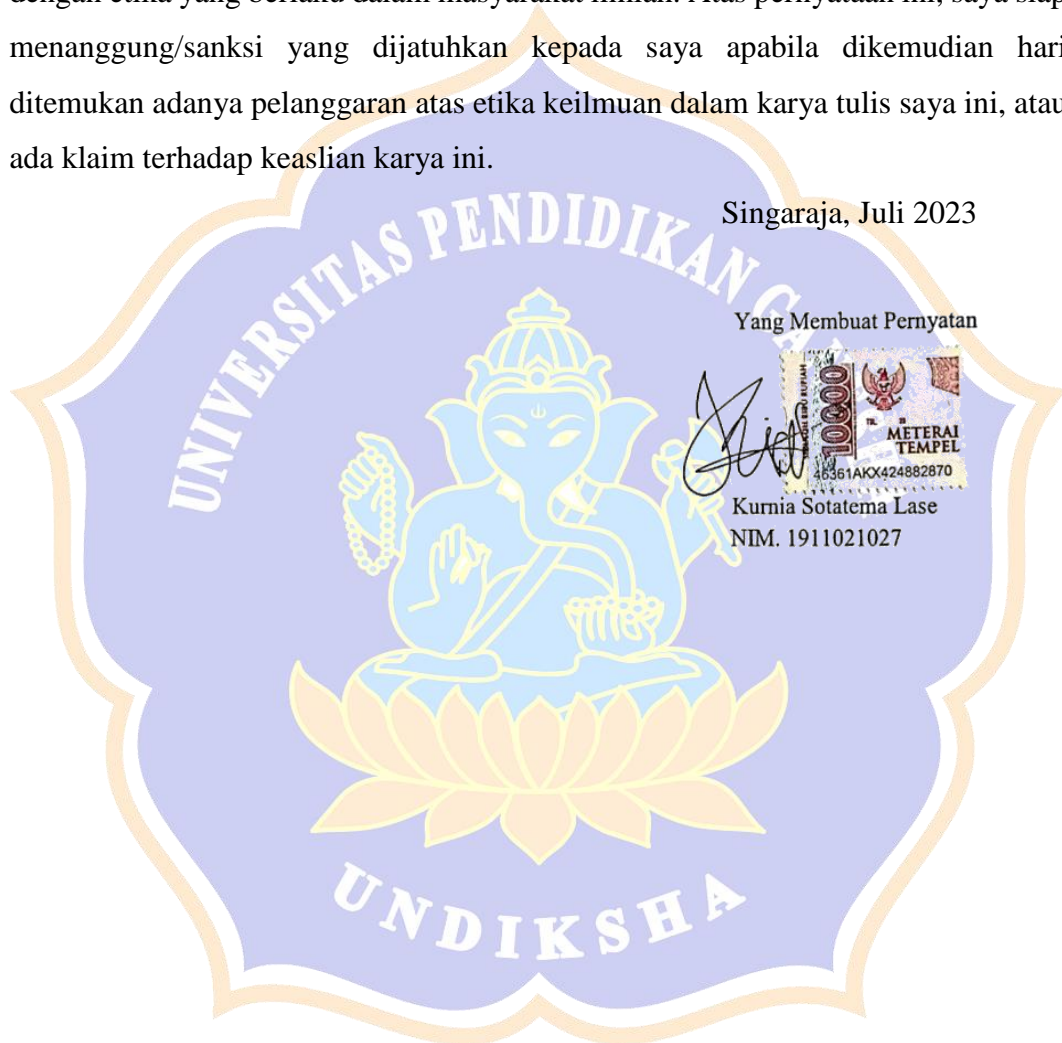 dengan etika yang berlaku dalam masyarakat ilmiah. Atas pernyataan ini, saya siap
menanggung/sanksi yang dijatuhkan kepada saya apabila dikemudian hari
ditemukan adanya pelanggaran atas etika keilmuan dalam karya tulis saya ini, atau
ada klaim terhadap keaslian karya ini.
Singaraja, Juli 2023
UNIVERSITAS PENDIDIKAN
Yang Membuat Pernyatan
10000
METERAI
TEMPEL
46361AKX424882870
Kurnia Sotatema Lase
NIM. 1911021027
UNDIKSHA